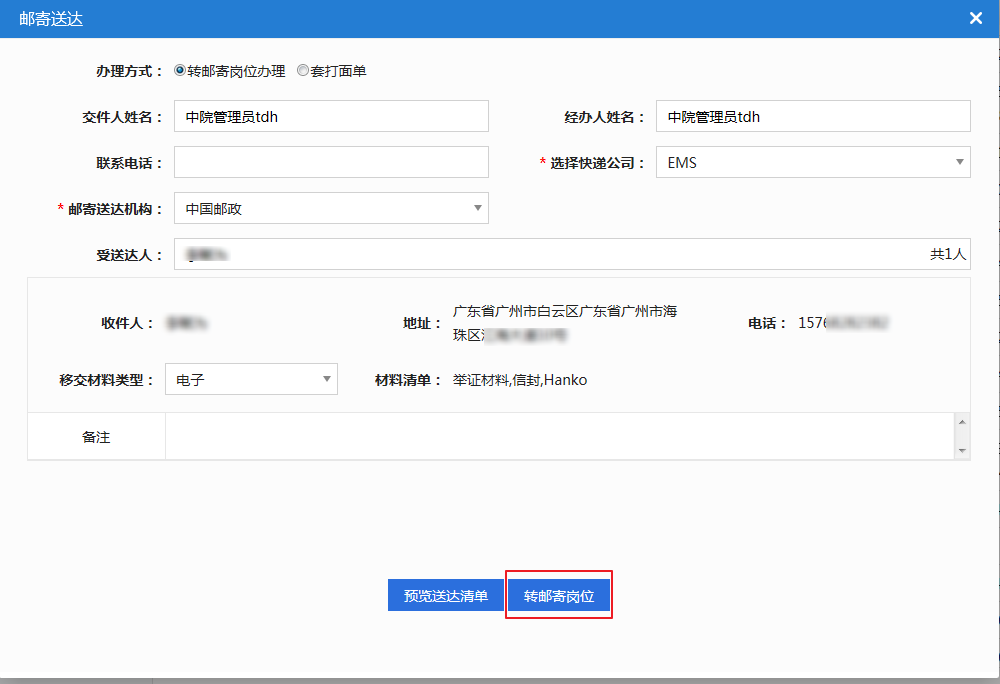 邮寄送达
办理方式： 转邮寄岗位办理 套打面单
交件人姓名： 中院管理员tdh 经办人姓名： 中院管理员tdh
联系电话： * 选择快递公司： EMS
* 邮寄送达机构： 中国邮政
受送达人： 共1人
收件人： 地址： 广东省广州市白云区广东省广州市海 电话： 157
珠区
移交材料类型： 电子 材料清单： 举证材料,信封,Hanko
备注
预览送达清单 转邮寄岗位